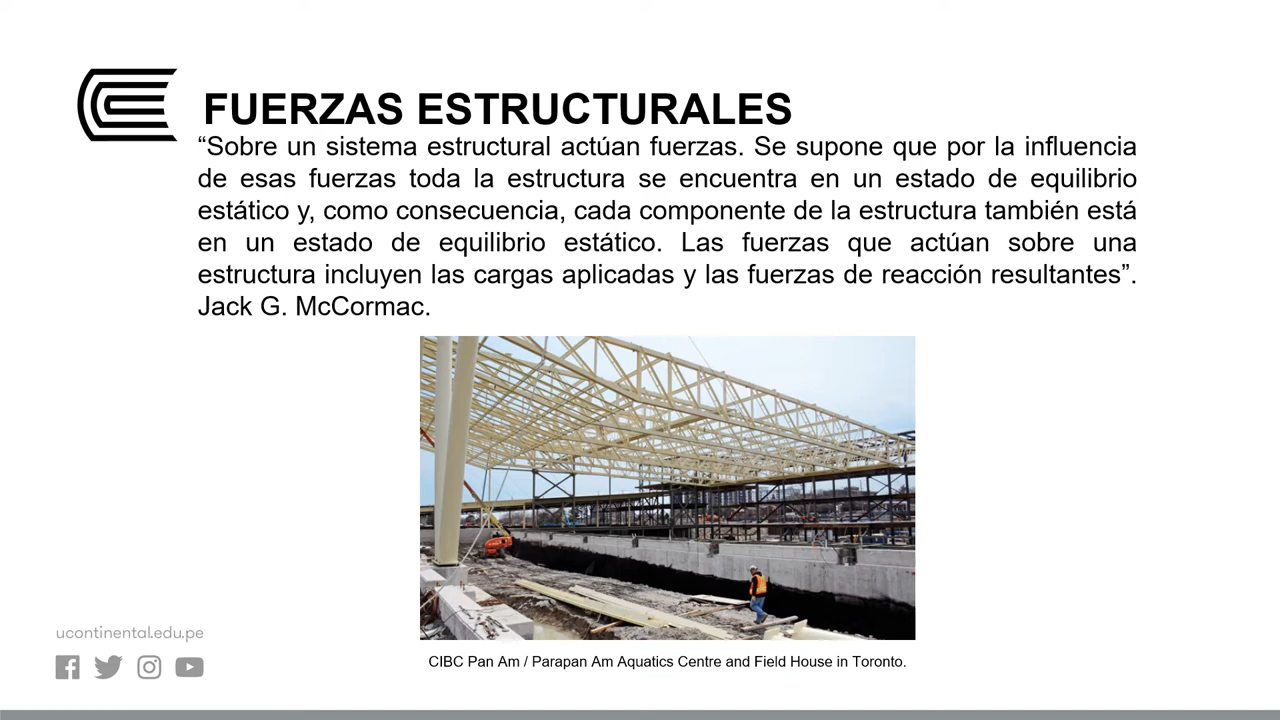 FUERZAS ESTRUCTURALES
“Sobre un sistema estructural actúan fuerzas. Se supone que por la influencia
de esas fuerzas toda la estructura se encuentra en un estado de equilibrio
estático y, como consecuencia, cada componente de la estructura también está
en un estado de equilibrio estático. Las fuerzas que actúan sobre una
estructura incluyen las cargas aplicadas y las fuerzas de reacción resultantes”.
Jack G. McCormac.
ucontinental.edu.pe
CIBC Pan Am / Parapan Am Aquatics Centre and Field House in Toronto.